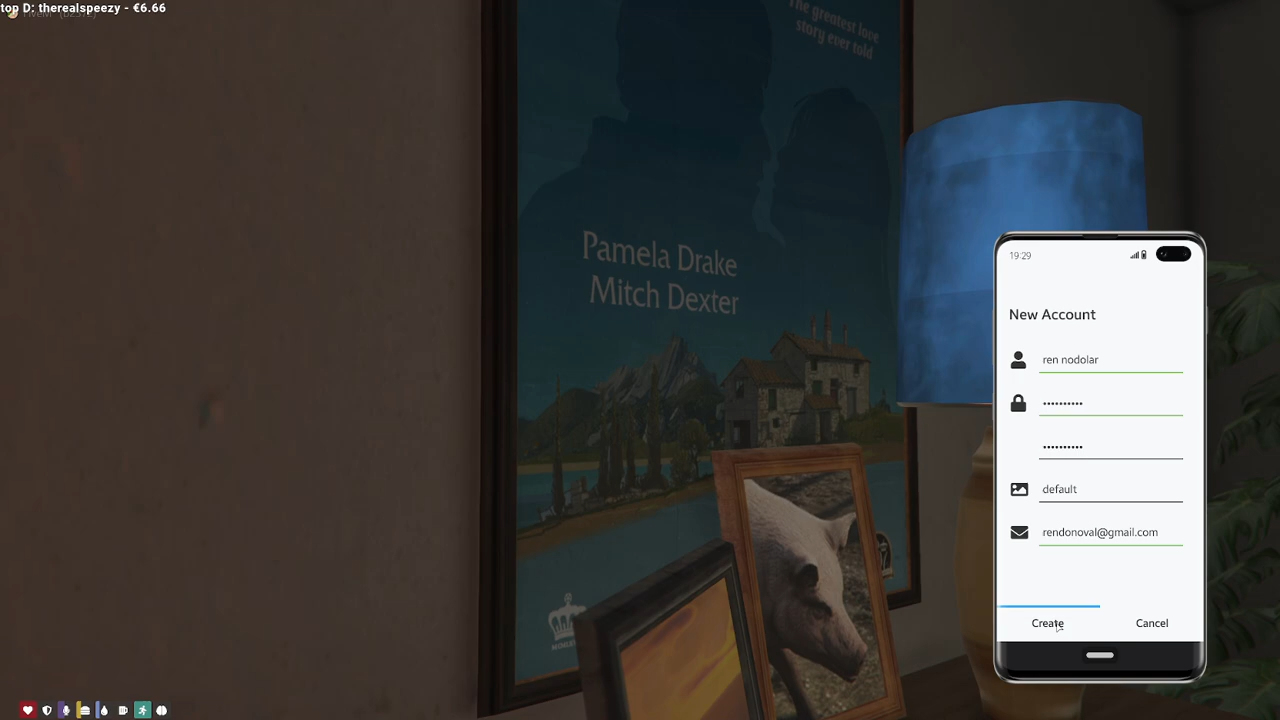 top D: therealspeezy - €6.66
The greatest love
story ever told
Pamela Drake
Mitch Dexter
19:29
New Account
ren nodolar
••••••••••
••••••••••
default
rendonoval@gmail.com
Create
Cancel